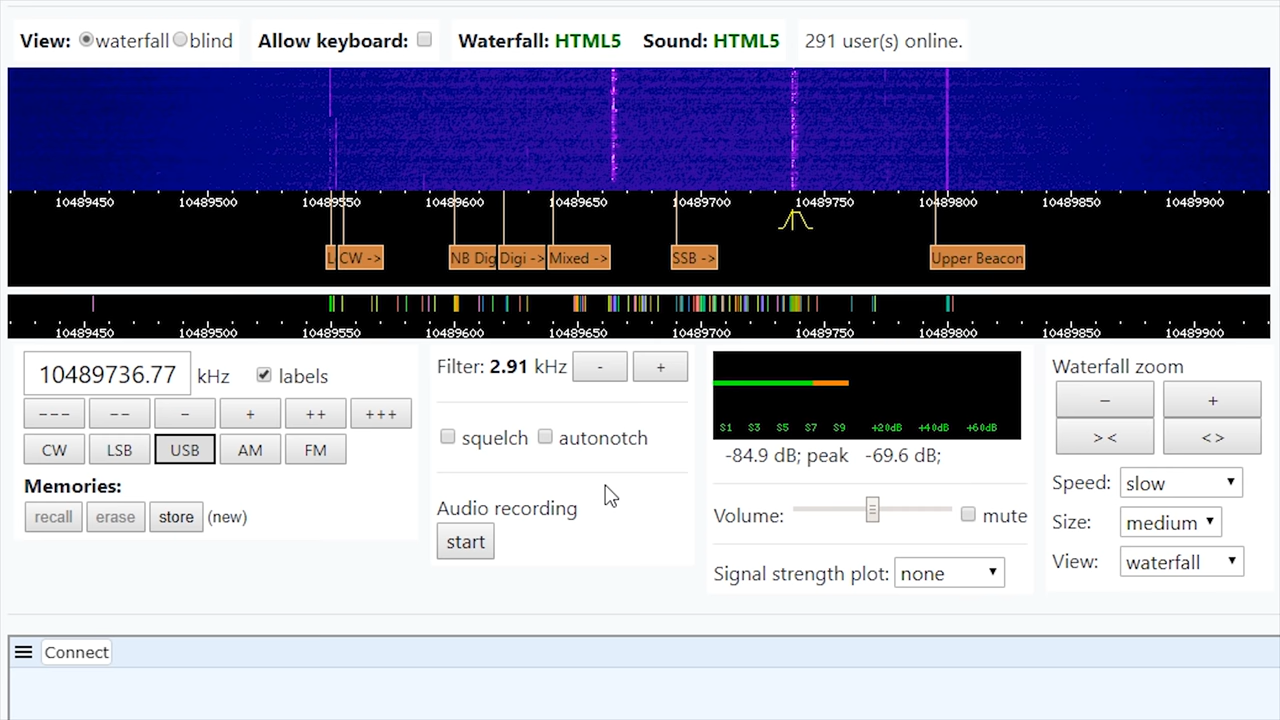 View: waterfall blind Allow keyboard: Waterfall: HTML5 Sound: HTML5 291 user(s) online.
10489450 10489500 10489550 10489600 10489650 10489700 10489750 10489800 10489850 10489900
L CW -> NB Dig Digi -> Mixed -> SSB -> Upper Beacon
10489450 10489500 10489550 10489600 10489650 10489700 10489750 10489800 10489850 10489900
10489736.77 kHz labels
--- -- - + ++ +++
CW LSB USB AM FM
Memories:
recall erase store (new)
Filter: 2.91 kHz - +
squelch autonotch
Audio recording
start
S1 S3 S5 S7 S9 +20dB +40dB +60dB
-84.9 dB; peak -69.6 dB;
Volume: mute
Signal strength plot: none
Waterfall zoom
− +
> < < >
Speed: slow
Size: medium
View: waterfall
Connect